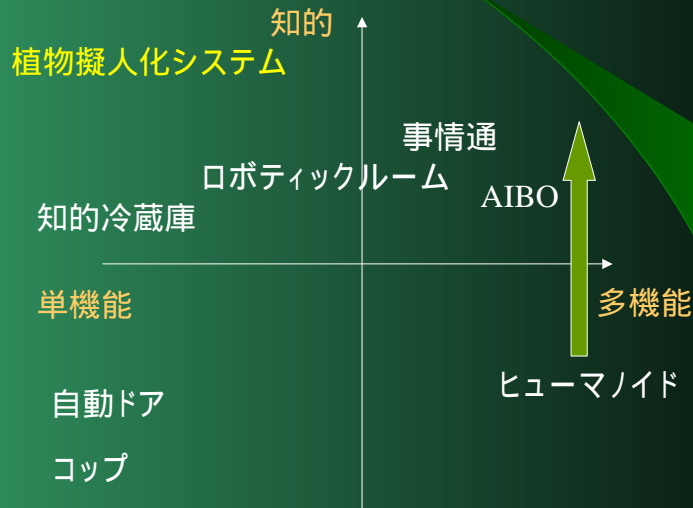 知的
植物擬人化システム
事情通
ロボティックルーム
AIBO
知的冷蔵庫
単機能
多機能
ヒューマノイド
自動ドア
コップ